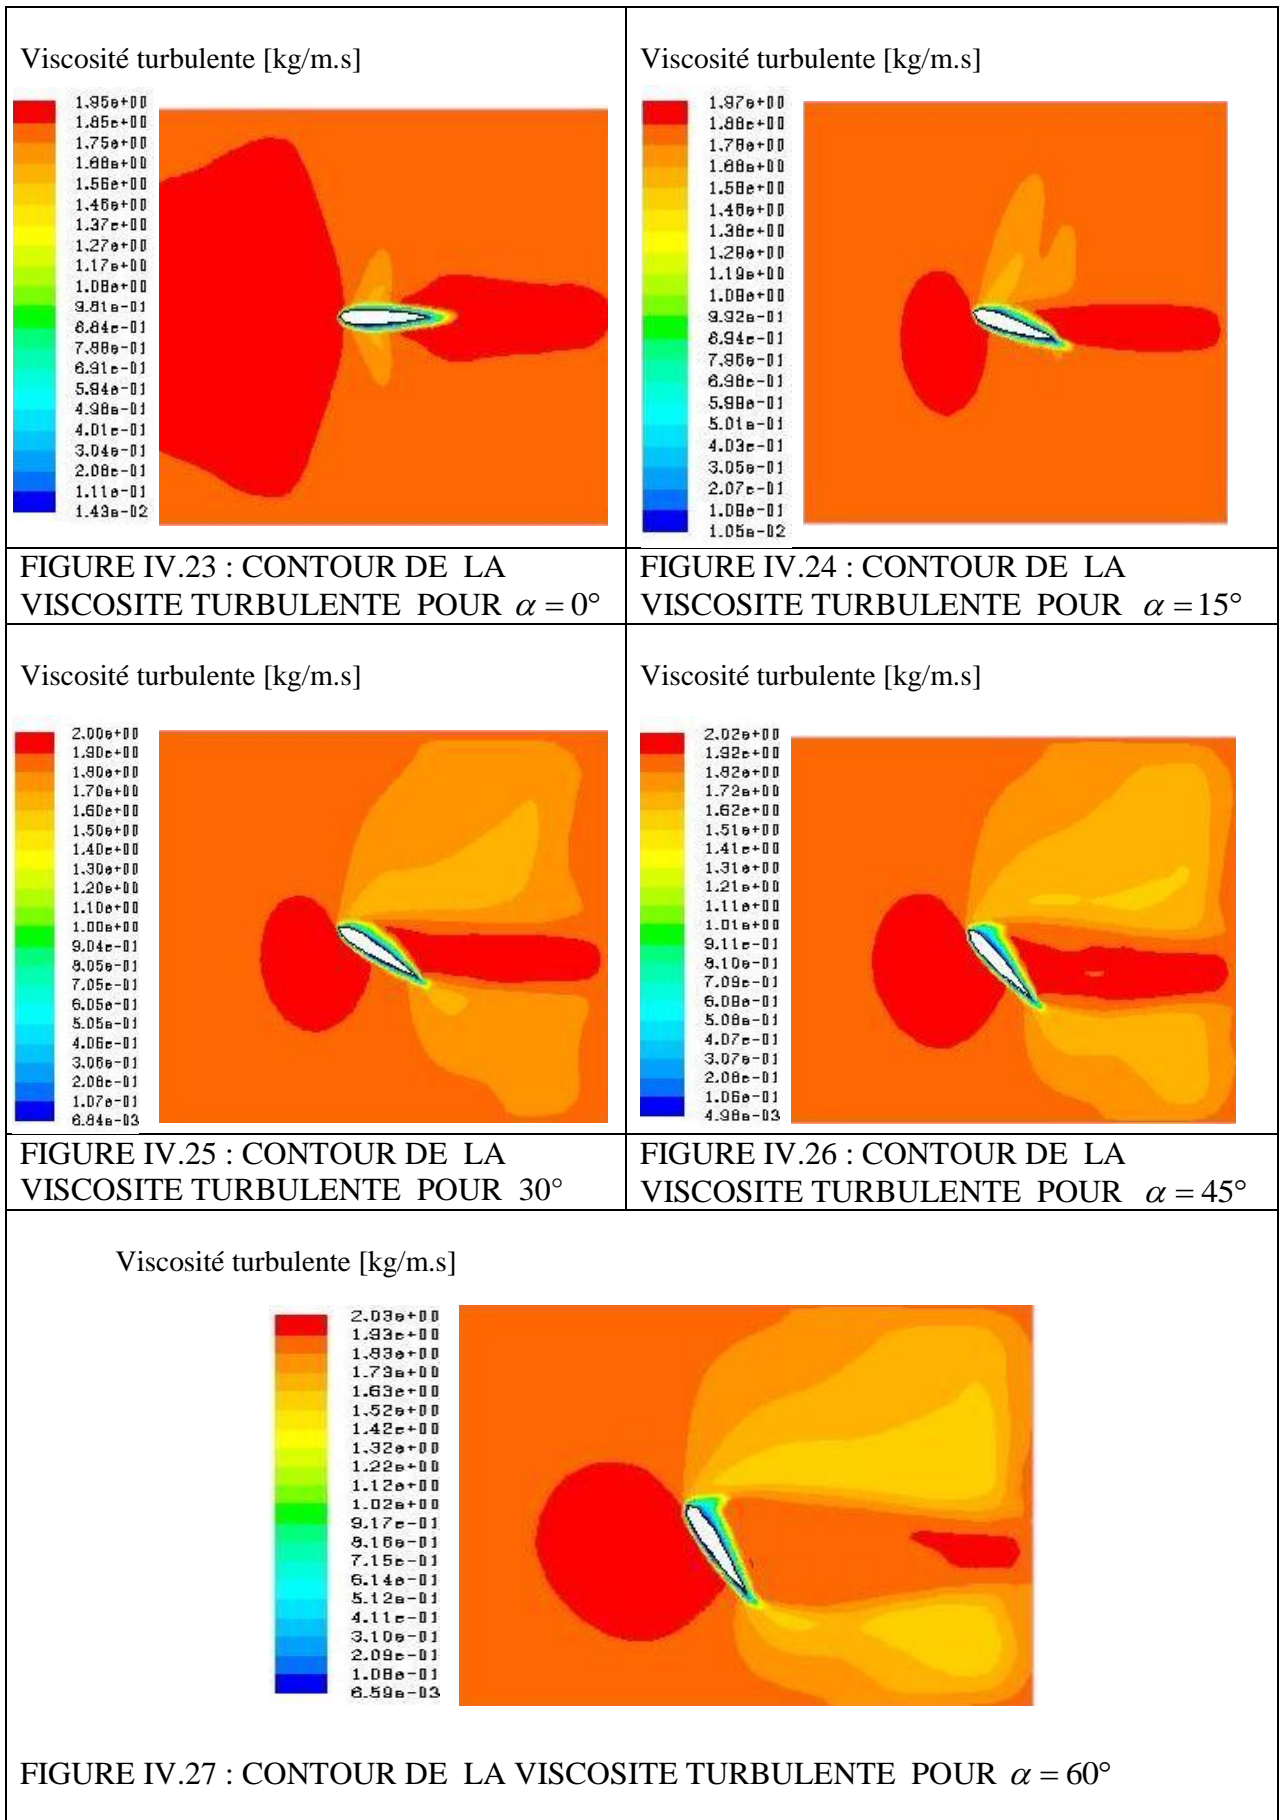 Viscosité turbulente [kg/m.s]
1.95e+00
1.85e+00
1.75e+00
1.66e+00
1.56e+00
1.46e+00
1.37e+00
1.27e+00
1.17e+00
1.08e+00
9.81e-01
8.84e-01
7.88e-01
6.91e-01
5.94e-01
4.98e-01
4.01e-01
3.04e-01
2.08e-01
1.11e-01
1.43e-02
FIGURE IV.23 : CONTOUR DE LA
VISCOSITE TURBULENTE POUR α = 0°
Viscosité turbulente [kg/m.s]
1.97e+00
1.88e+00
1.78e+00
1.68e+00
1.58e+00
1.48e+00
1.38e+00
1.29e+00
1.19e+00
1.09e+00
9.92e-01
8.94e-01
7.96e-01
6.98e-01
5.99e-01
5.01e-01
4.03e-01
3.05e-01
2.07e-01
1.09e-01
1.05e-02
FIGURE IV.24 : CONTOUR DE LA
VISCOSITE TURBULENTE POUR α = 15°
Viscosité turbulente [kg/m.s]
2.00e+00
1.90e+00
1.80e+00
1.70e+00
1.60e+00
1.50e+00
1.40e+00
1.30e+00
1.20e+00
1.10e+00
1.00e+00
9.04e-01
8.05e-01
7.05e-01
6.05e-01
5.05e-01
4.06e-01
3.06e-01
2.06e-01
1.07e-01
6.84e-03
FIGURE IV.25 : CONTOUR DE LA
VISCOSITE TURBULENTE POUR 30°
Viscosité turbulente [kg/m.s]
2.02e+00
1.92e+00
1.82e+00
1.72e+00
1.62e+00
1.51e+00
1.41e+00
1.31e+00
1.21e+00
1.11e+00
1.01e+00
9.11e-01
8.10e-01
7.09e-01
6.08e-01
5.08e-01
4.07e-01
3.07e-01
2.06e-01
1.06e-01
4.98e-03
FIGURE IV.26 : CONTOUR DE LA
VISCOSITE TURBULENTE POUR α = 45°
Viscosité turbulente [kg/m.s]
2.03e+00
1.93e+00
1.83e+00
1.73e+00
1.63e+00
1.52e+00
1.42e+00
1.32e+00
1.22e+00
1.12e+00
1.02e+00
9.17e-01
8.16e-01
7.15e-01
6.14e-01
5.12e-01
4.11e-01
3.10e-01
2.09e-01
1.08e-01
6.59e-03
FIGURE IV.27 : CONTOUR DE LA VISCOSITE TURBULENTE POUR α = 60°